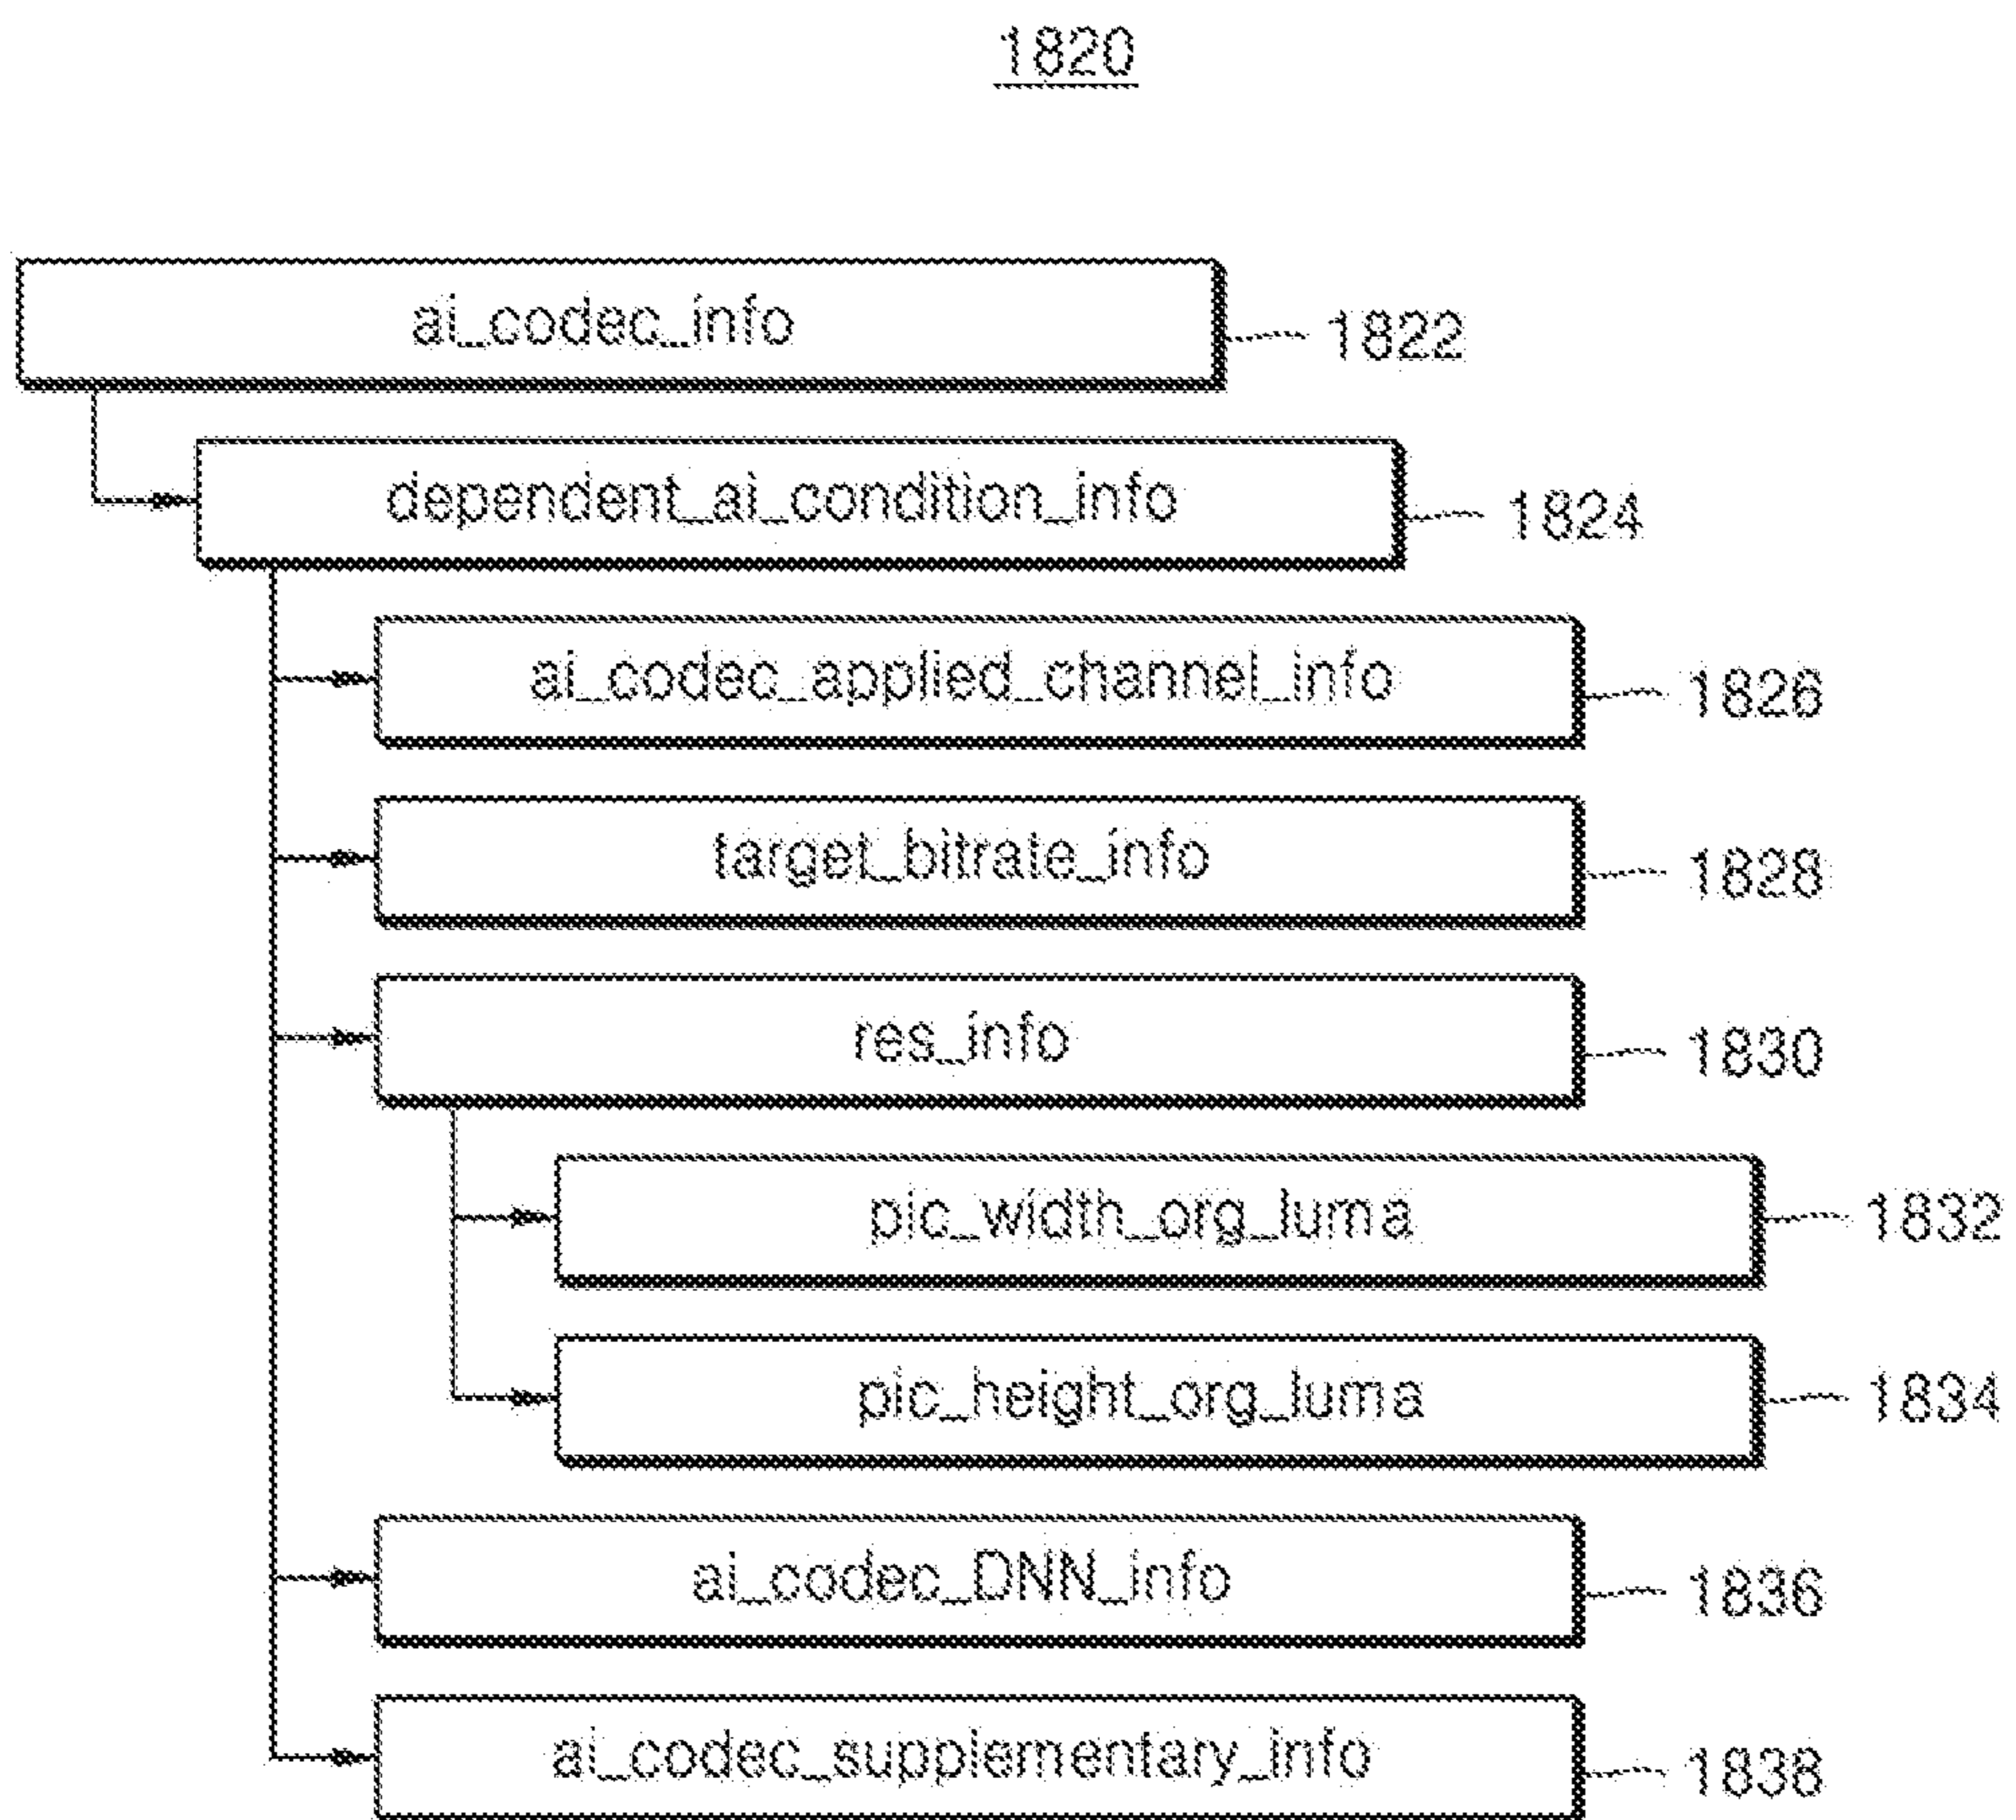 1820
ai_codec_info
1822
dependent_ai_condition_info
1824
ai_codec_applied_channel_info
1826
target_bitrate_info
1828
res_info
1830
pic_width_org_luma
1832
pic_height_org_luma
1834
ai_codec_DNN_info
1836
ai_codec_supplementary_info
1838